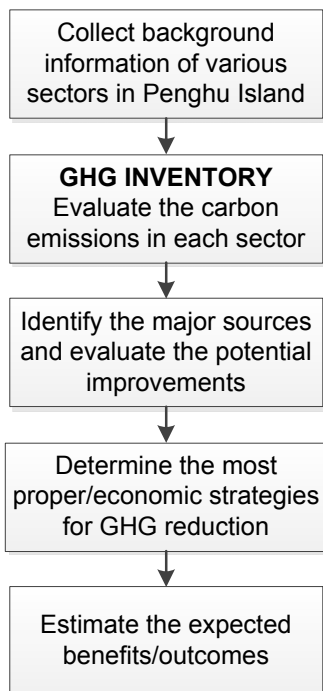 Collect background
information of various
sectors in Penghu Island
GHG INVENTORY
Evaluate the carbon
emissions in each sector
Identify the major sources
and evaluate the potential
improvements
Determine the most
proper/economic strategies
for GHG reduction
Estimate the expected
benefits/outcomes